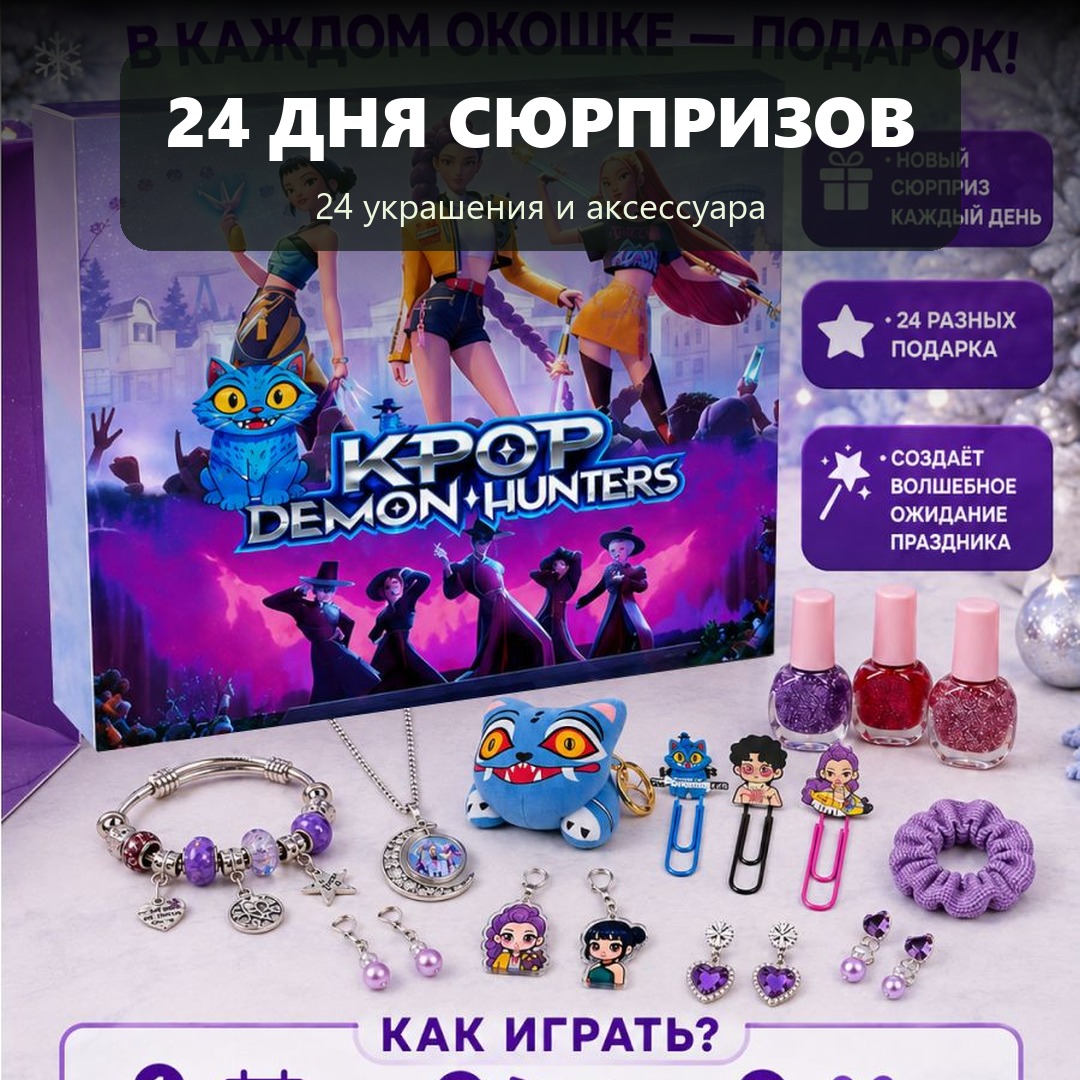 В КАЖДОМ ОКОШКЕ — ПОДАРОК!
24 ДНЯ СЮРПРИЗОВ
24 украшения и аксессуара
• НОВЫЙ
СЮРПРИЗ
КАЖДЫЙ ДЕНЬ
• 24 РАЗНЫХ
ПОДАРКА
• СОЗДАЁТ
ВОЛШЕБНОЕ
ОЖИДАНИЕ
ПРАЗДНИКА
KPOP
DEMON HUNTERS
КАК ИГРАТЬ?